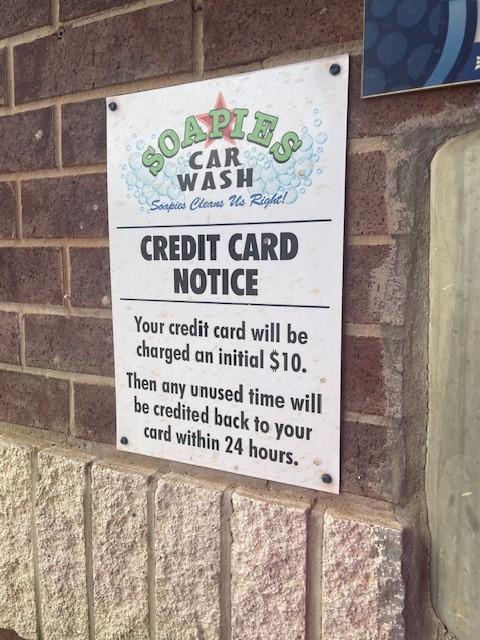 SOAPIES
CAR
WASH
Soapies Cleans Us Right!
CREDIT CARD
NOTICE
Your credit card will be
charged an initial $10.
Then any unused time will
be credited back to your
card within 24 hours.